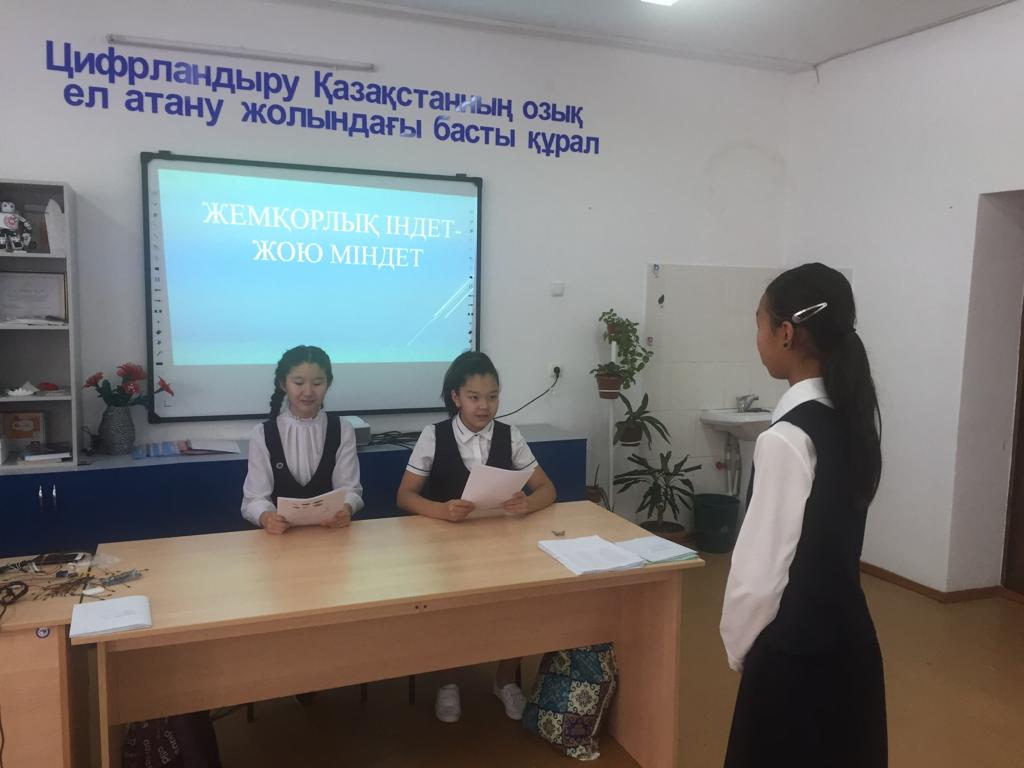 Цифрландыру Қазақстанның озық
ел атану жолындағы басты құрал
ЖЕМҚОРЛЫҚ ІНДЕТ-
ЖОЮ МІНДЕТ